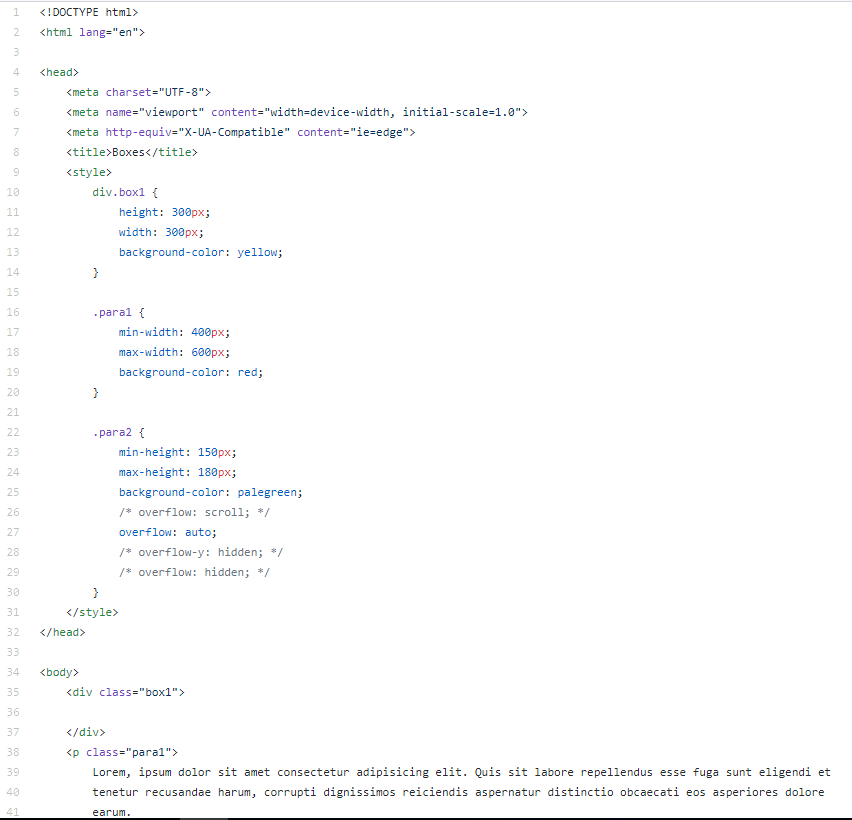 1 <!DOCTYPE html>
2 <html lang="en">
3
4 <head>
5     <meta charset="UTF-8">
6     <meta name="viewport" content="width=device-width, initial-scale=1.0">
7     <meta http-equiv="X-UA-Compatible" content="ie=edge">
8     <title>Boxes</title>
9     <style>
10         div.box1 {
11             height: 300px;
12             width: 300px;
13             background-color: yellow;
14         }
15
16         .para1 {
17             min-width: 400px;
18             max-width: 600px;
19             background-color: red;
20         }
21
22         .para2 {
23             min-height: 150px;
24             max-height: 180px;
25             background-color: palegreen;
26             /* overflow: scroll; */
27             overflow: auto;
28             /* overflow-y: hidden; */
29             /* overflow: hidden; */
30         }
31     </style>
32 </head>
33
34 <body>
35     <div class="box1">
36
37     </div>
38     <p class="para1">
39         Lorem, ipsum dolor sit amet consectetur adipisicing elit. Quis sit labore repellendus esse fuga sunt eligendi et
40         tenetur recusandae harum, corrupti dignissimos reiciendis aspernatur distinctio obcaecati eos asperiores dolore
41         earum.